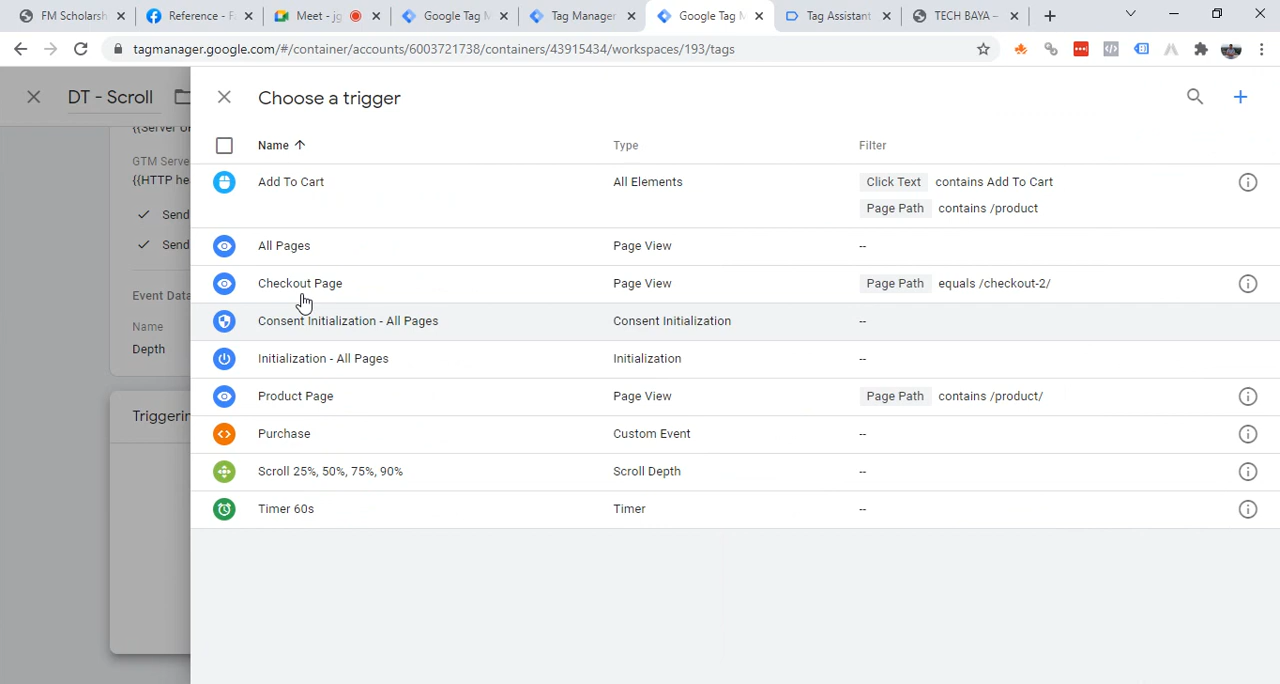 FM Scholarsh
Reference - F
Meet - jg
Google Tag M
Tag Manager
Google Tag M
Tag Assistant
TECH BAYA –
tagmanager.google.com/#/container/accounts/6003721738/containers/43915434/workspaces/193/tags
DT - Scroll
Choose a trigger
GTM Serve
{{HTTP he
Send
Send
Event Data
Name
Depth
Triggerin
Name Type Filter
Add To Cart All Elements Click Text contains Add To Cart
Page Path contains /product
All Pages Page View --
Checkout Page Page View Page Path equals /checkout-2/
Consent Initialization - All Pages Consent Initialization --
Initialization - All Pages Initialization --
Product Page Page View Page Path contains /product/
Purchase Custom Event --
Scroll 25%, 50%, 75%, 90% Scroll Depth --
Timer 60s Timer --